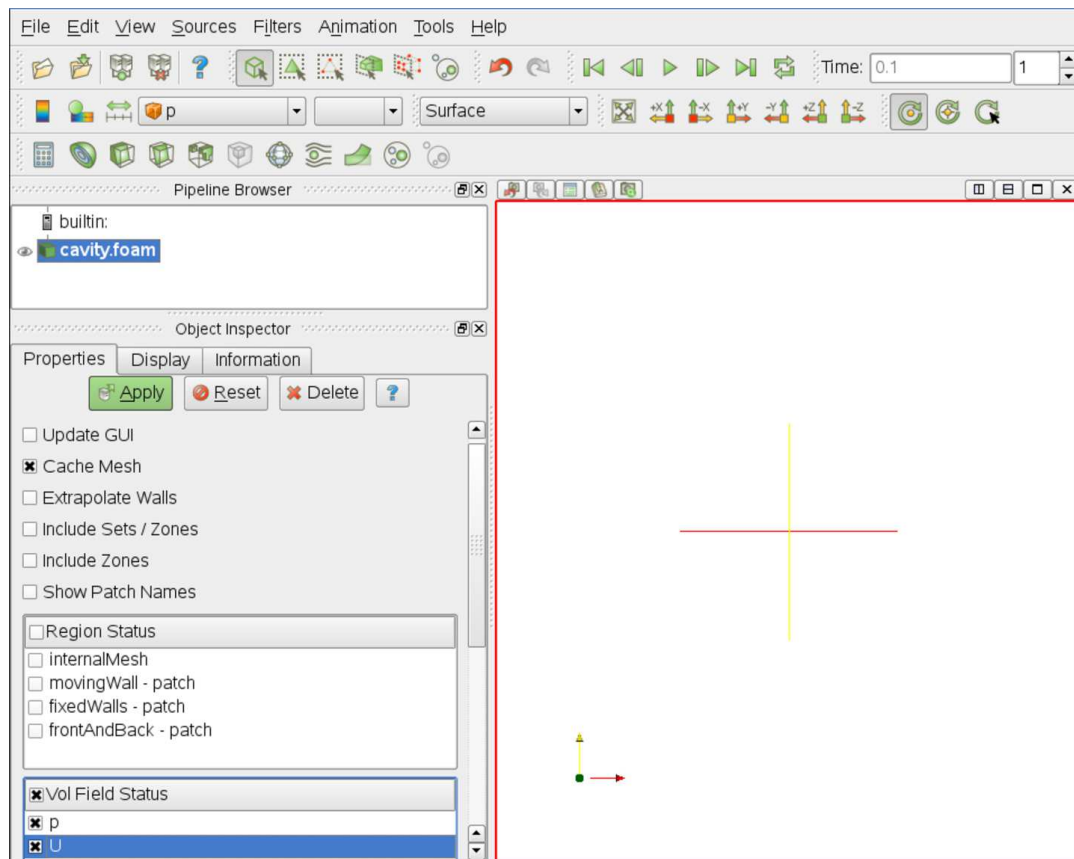 File Edit View Sources Filters Animation Tools Help
? Time: 0.1 1
p Surface +X -X +Y -Y +Z -Z
Pipeline Browser
builtin:
cavity.foam
Object Inspector
Properties Display Information
Apply Reset Delete ?
Update GUI
Cache Mesh
Extrapolate Walls
Include Sets / Zones
Include Zones
Show Patch Names
Region Status
internalMesh
movingWall - patch
fixedWalls - patch
frontAndBack - patch
Vol Field Status
p
U